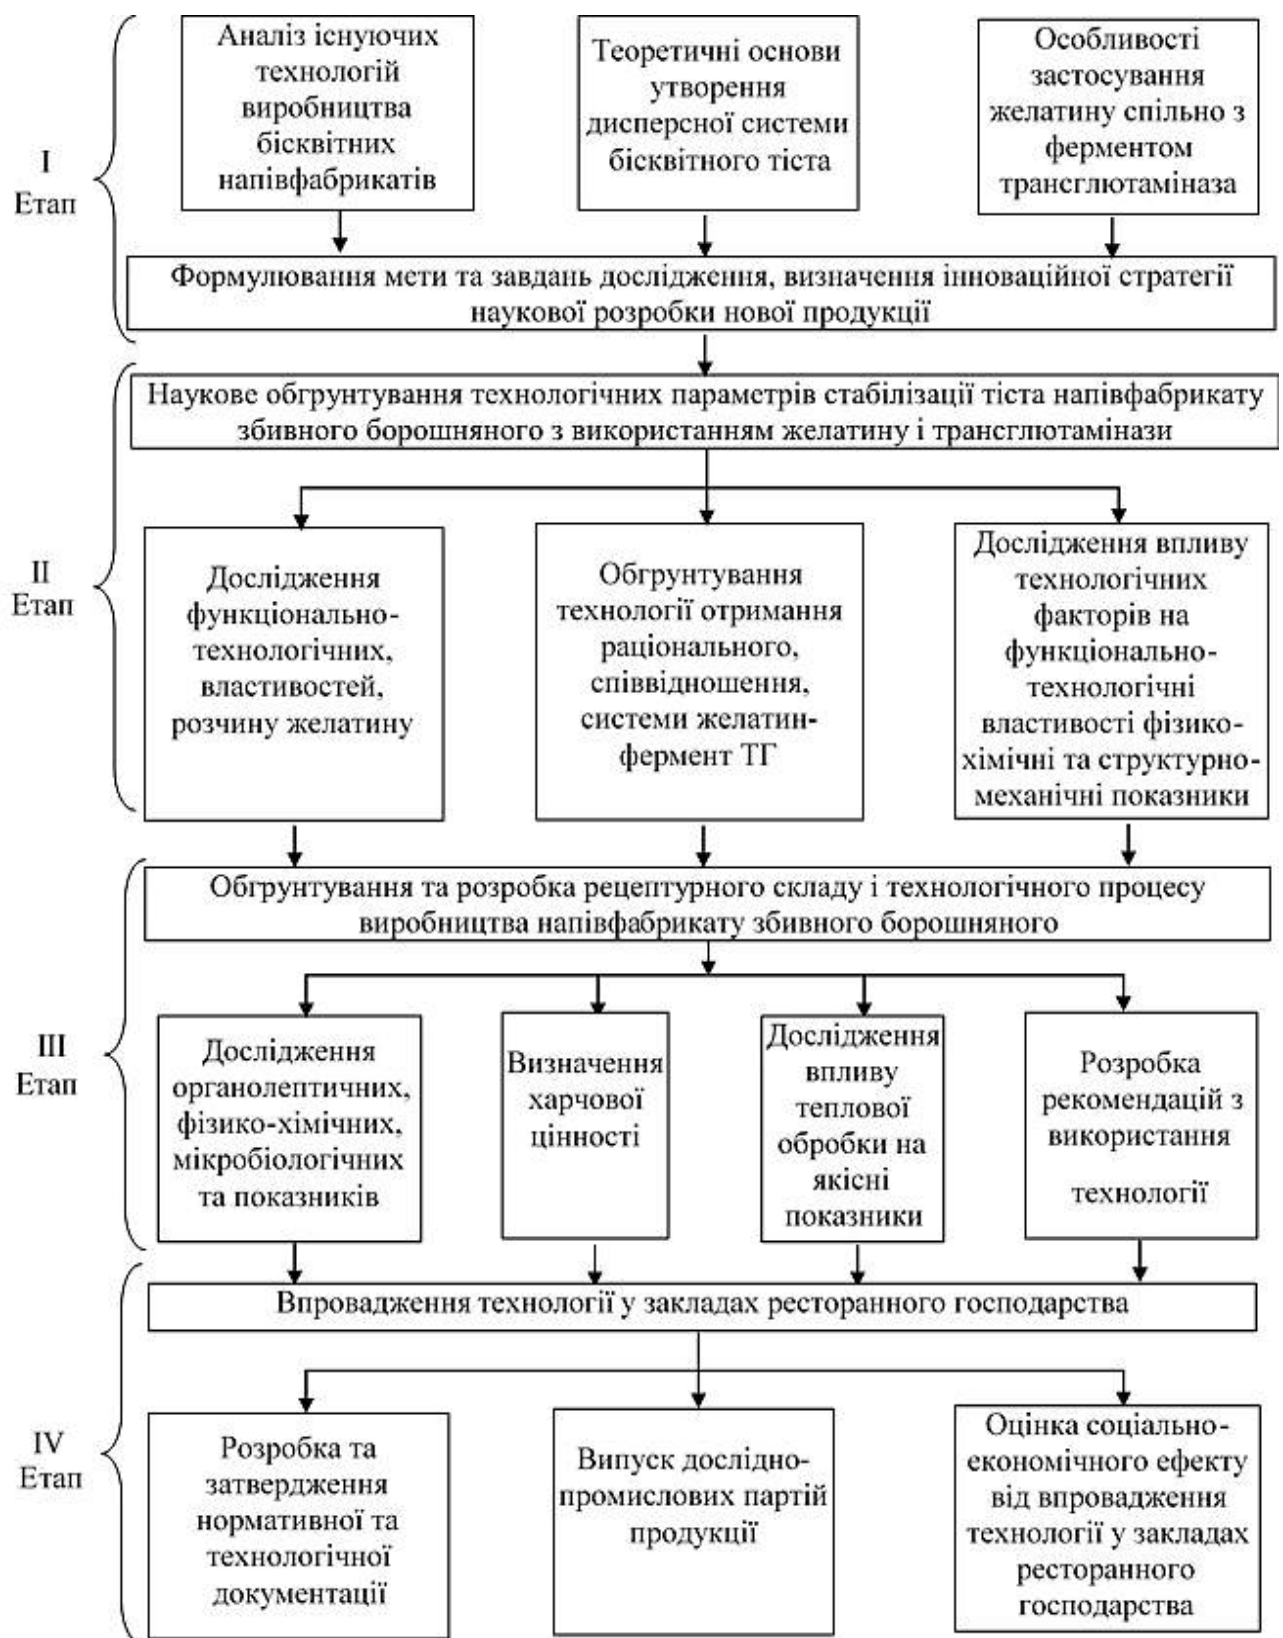 Аналіз існуючих
технологій
виробництва
бісквітних
напівфабрикатів
Теоретичні основи
утворення
дисперсної системи
бісквітного тіста
Особливості
застосування
желатину спільно з
ферментом
трансглютаміназа
I
Етап
Формулювання мети та завдань дослідження, визначення інноваційної стратегії
наукової розробки нової продукції
Наукове обгрунтування технологічних параметрів стабілізації тіста напівфабрикату
збивного борошняного з використанням желатину і трансглютамінази
II
Етап
Дослідження
функціонально-
технологічних,
властивостей,
розчину желатину
Обгрунтування
технології отримання
раціонального,
співвідношення,
системи желатин-
фермент ТГ
Дослідження впливу
технологічних
факторів на
функціонально-
технологічні
властивості фізико-
хімічні та структурно-
механічні показники
Обгрунтування та розробка рецептурного складу і технологічного процесу
виробництва напівфабрикату збивного борошняного
III
Етап
Дослідження
органолептичних,
фізико-хімічних,
мікробіологічних
та показників
Визначення
харчової
цінності
Дослідження
впливу
теплової
обробки на
якісні
показники
Розробка
рекомендацій з
використання
технології
Впровадження технології у закладах ресторанного господарства
IV
Етап
Розробка та
затвердження
нормативної та
технологічної
документації
Випуск дослідно-
промислових партій
продукції
Оцінка соціально-
економічного ефекту
від впровадження
технології у закладах
ресторанного
господарства